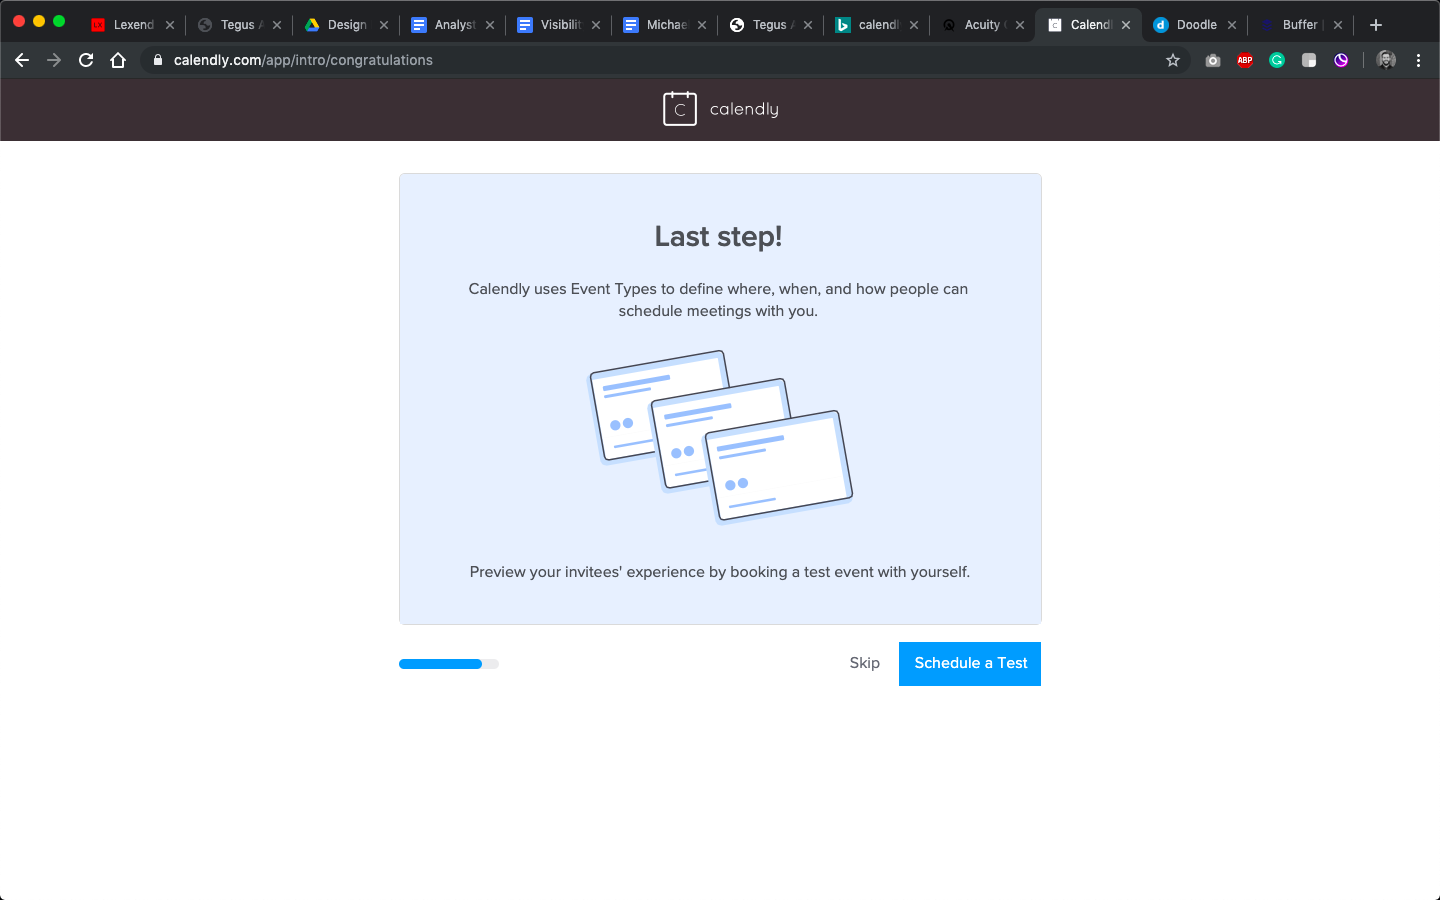 Lexend
Tegus A
Design
Analyst
Visibilit
Michae
Tegus A
calendl
Acuity
Calendl
Doodle
Buffer |
calendly.com/app/intro/congratulations
ABP
C
calendly
Last step!
Calendly uses Event Types to define where, when, and how people can
schedule meetings with you.
Preview your invitees' experience by booking a test event with yourself.
Skip
Schedule a Test